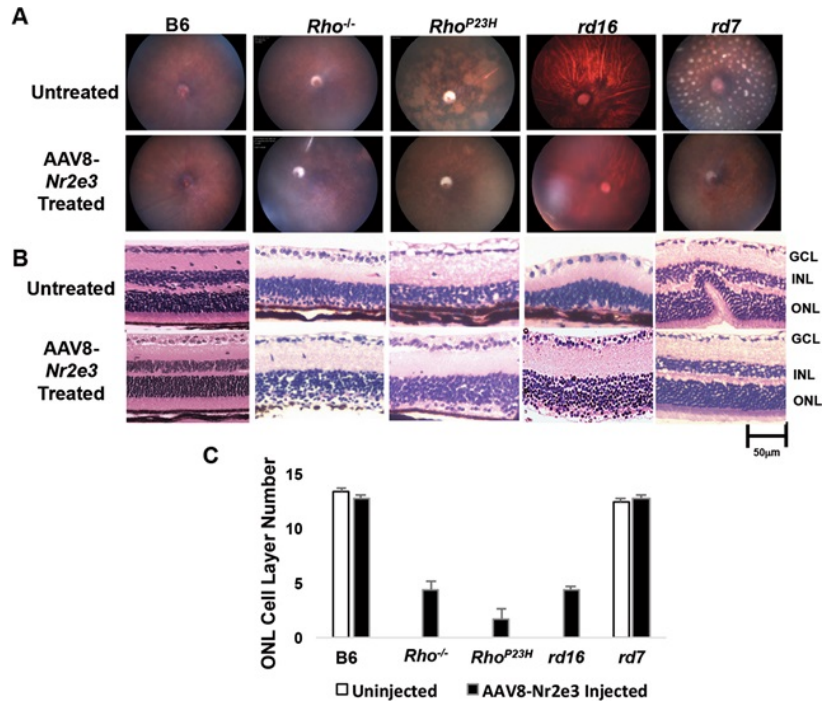 A
B6 Rho-/- RhoP23H rd16 rd7
Untreated
AAV8-
Nr2e3
Treated
B
Untreated
GCL
INL
ONL
AAV8-
Nr2e3
Treated
GCL
INL
ONL
50µm
C
ONL Cell Layer Number
15
10
5
0
B6 Rho-/- RhoP23H rd16 rd7
Uninjected AAV8-Nr2e3 Injected